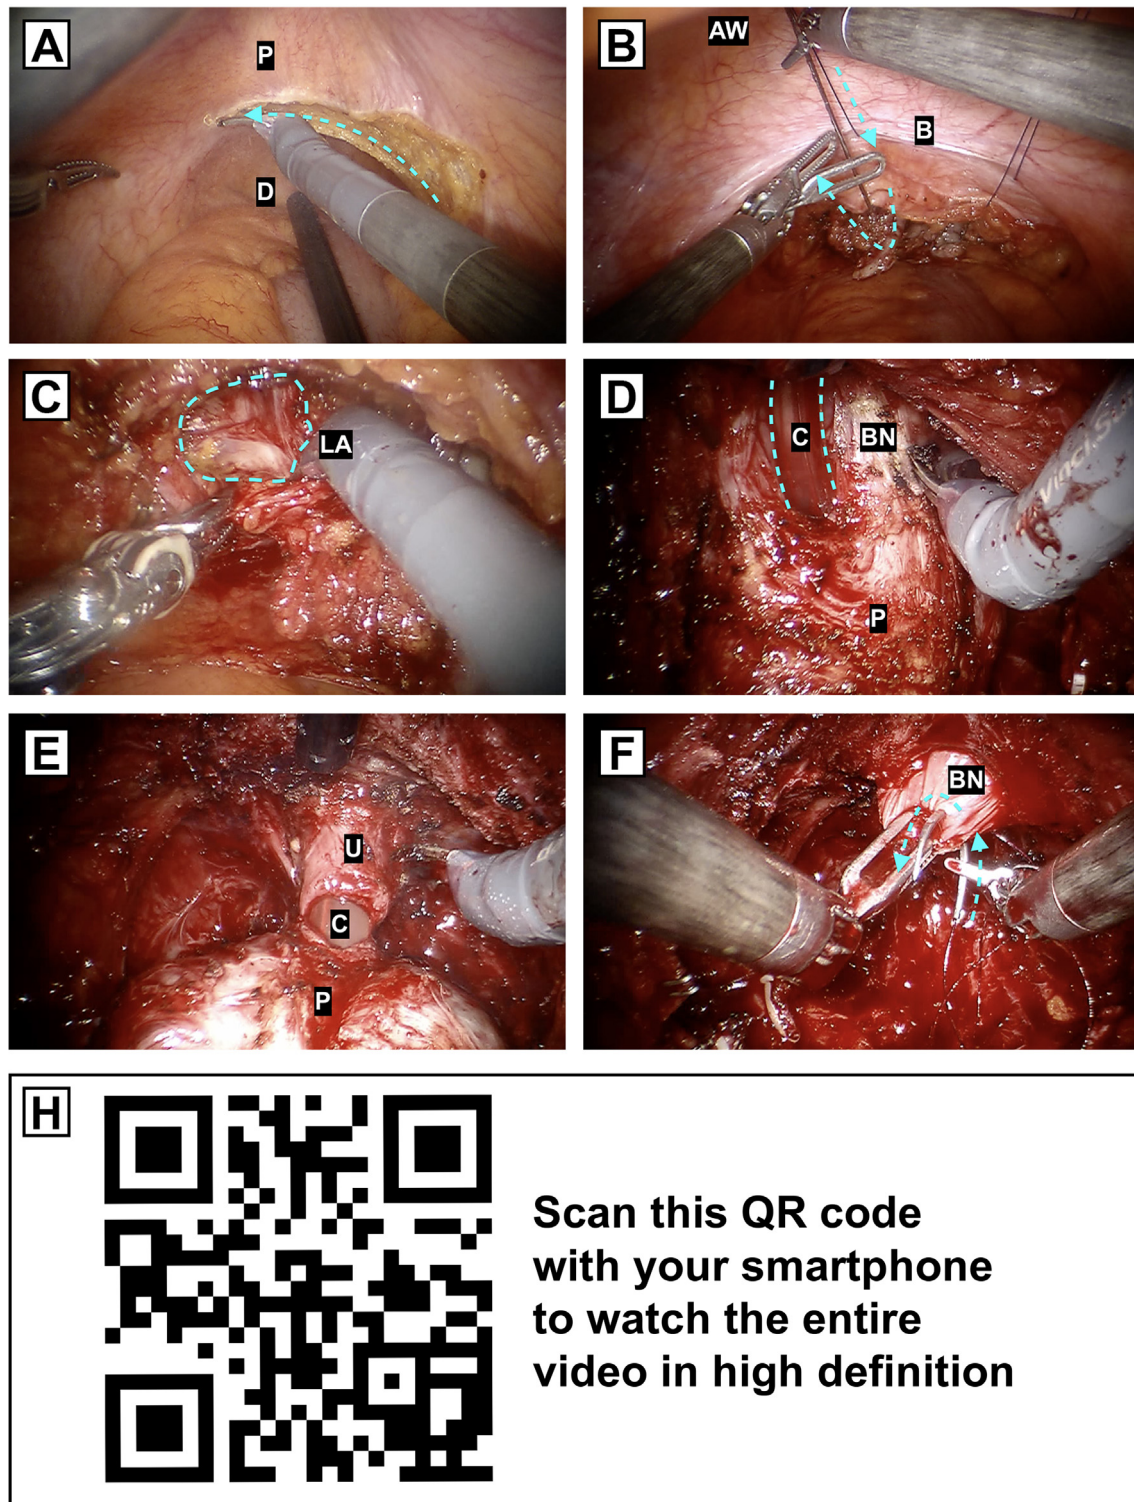 A
P
D
B
AW
B
C
LA
D
C
BN
P
E
U
C
P
F
BN
H
Scan this QR code
with your smartphone
to watch the entire
video in high definition